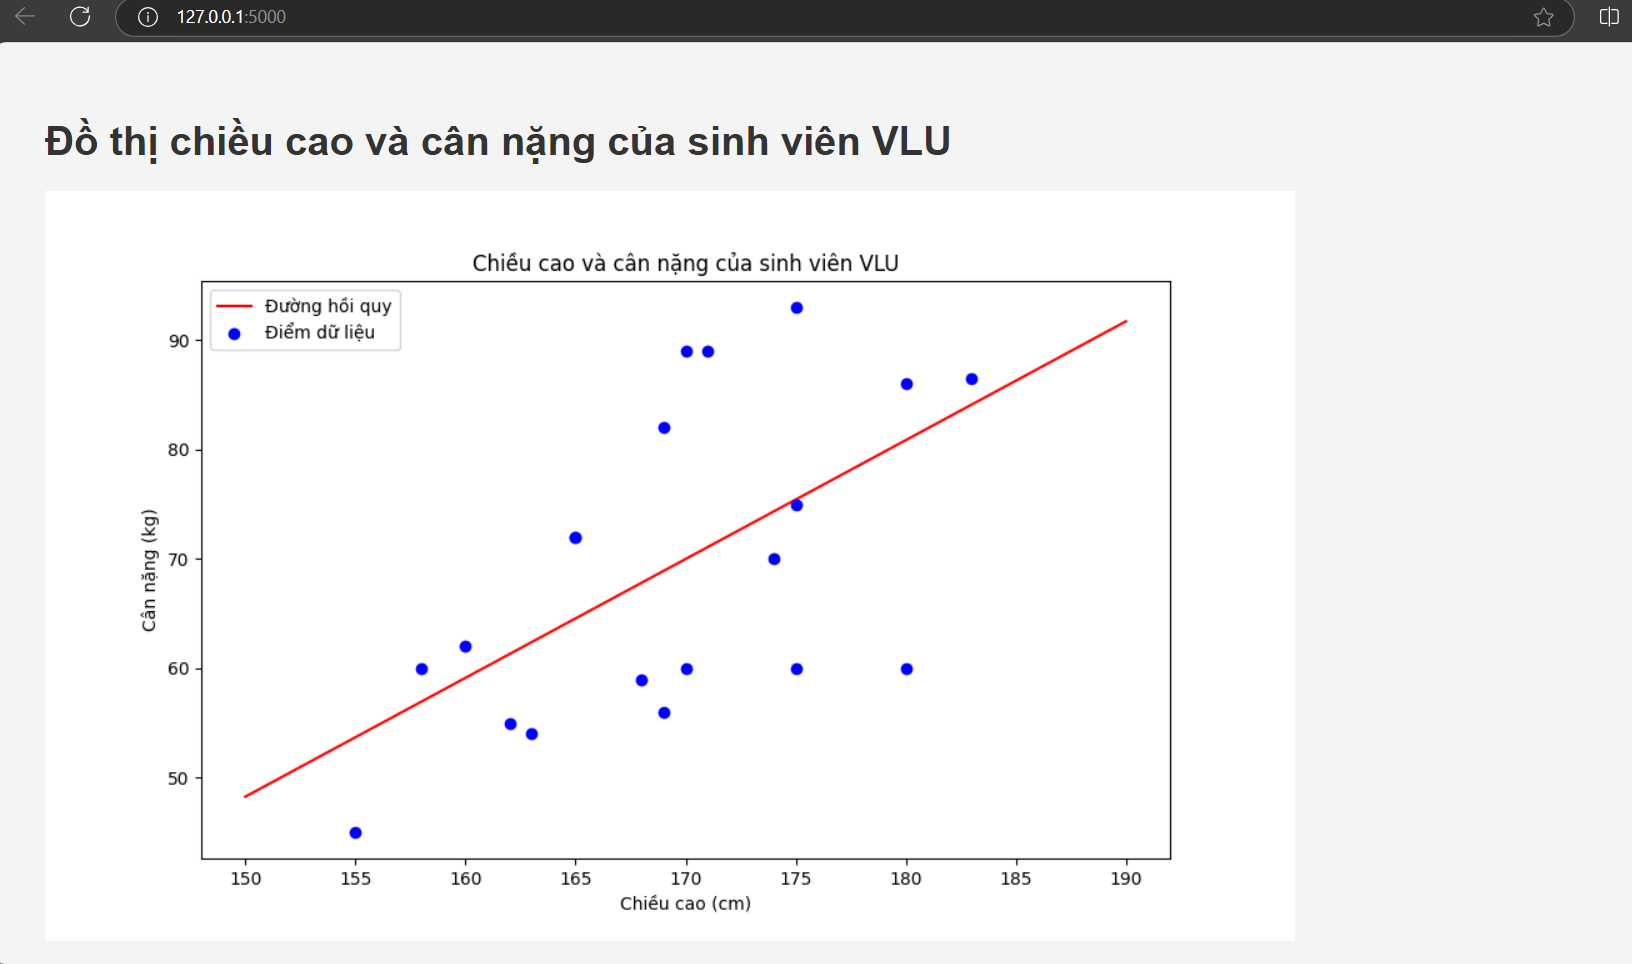 127.0.0.1:5000
Đồ thị chiều cao và cân nặng của sinh viên VLU
Chiều cao và cân nặng của sinh viên VLU
Đường hồi quy
Điểm dữ liệu
90
80
70
60
50
Cân nặng (kg)
150 155 160 165 170 175 180 185 190
Chiều cao (cm)